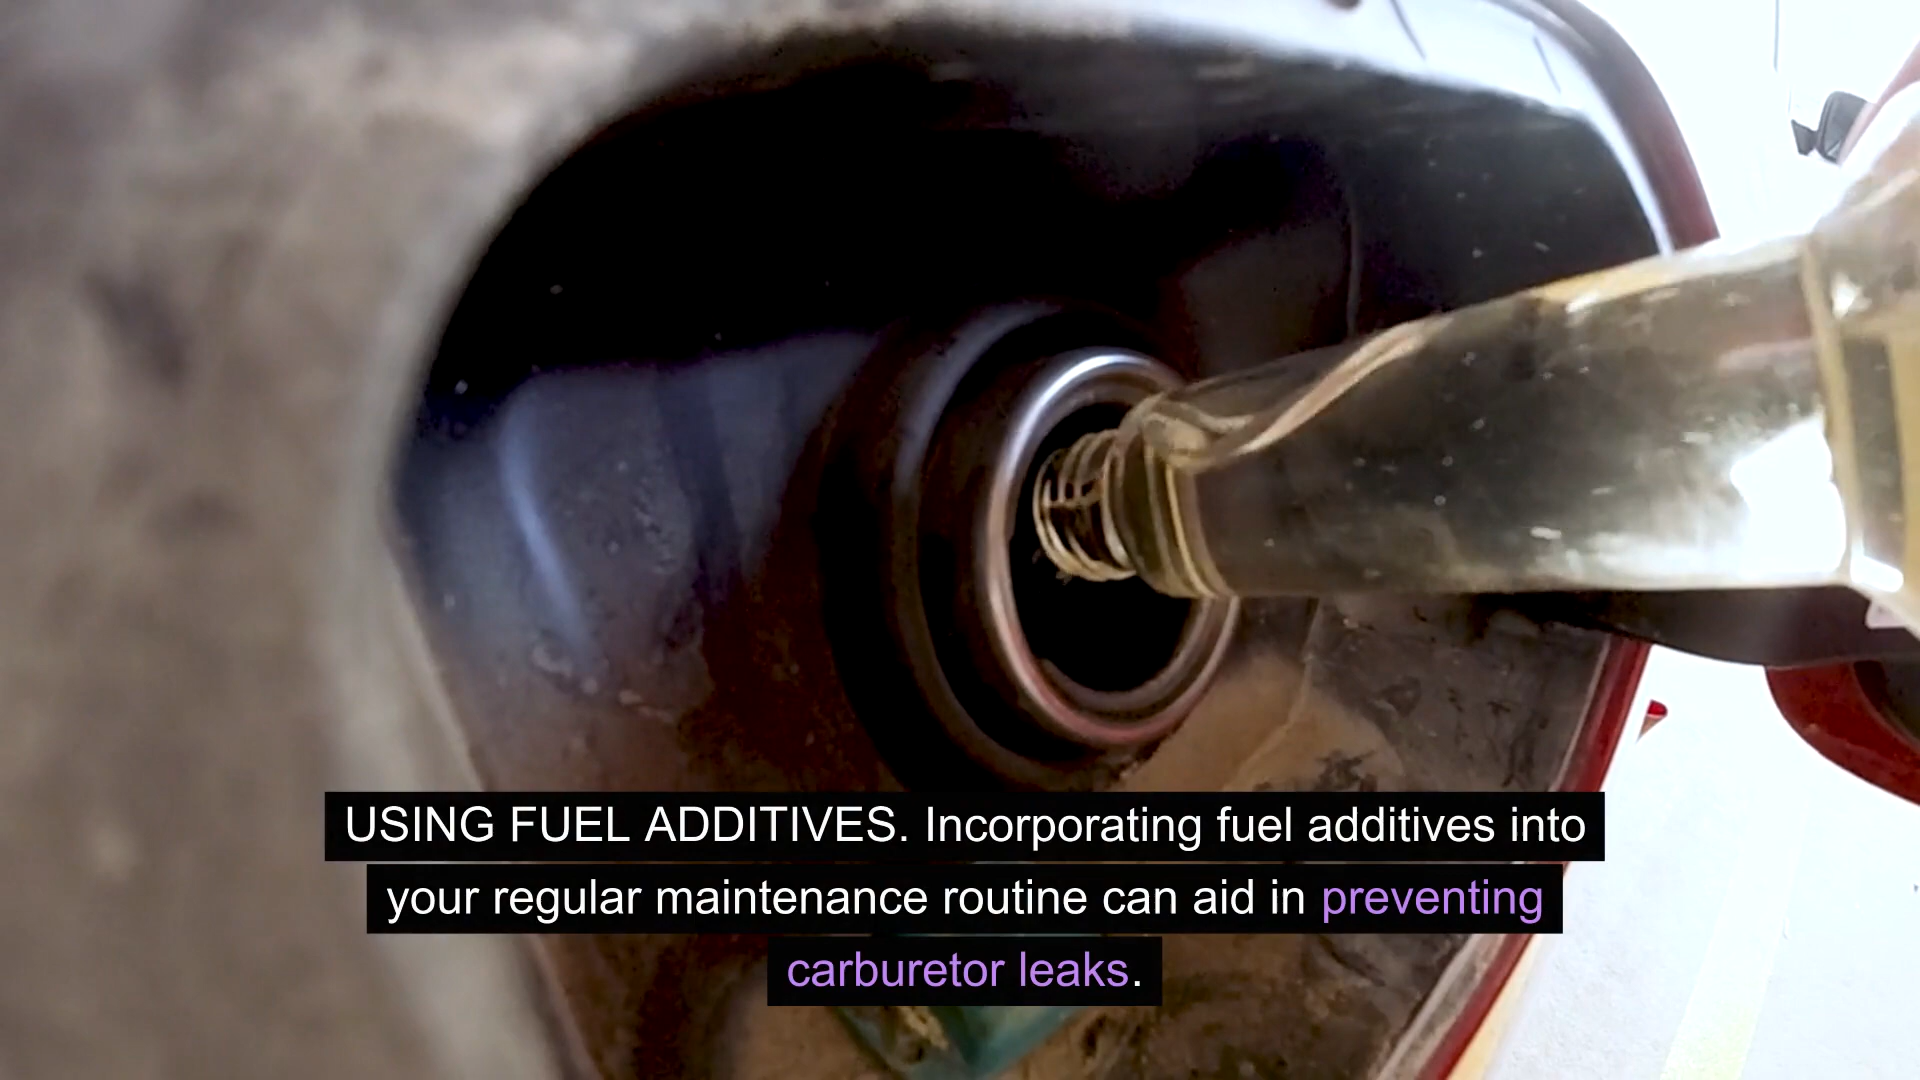 USING FUEL ADDITIVES. Incorporating fuel additives into
your regular maintenance routine can aid in preventing
carburetor leaks.